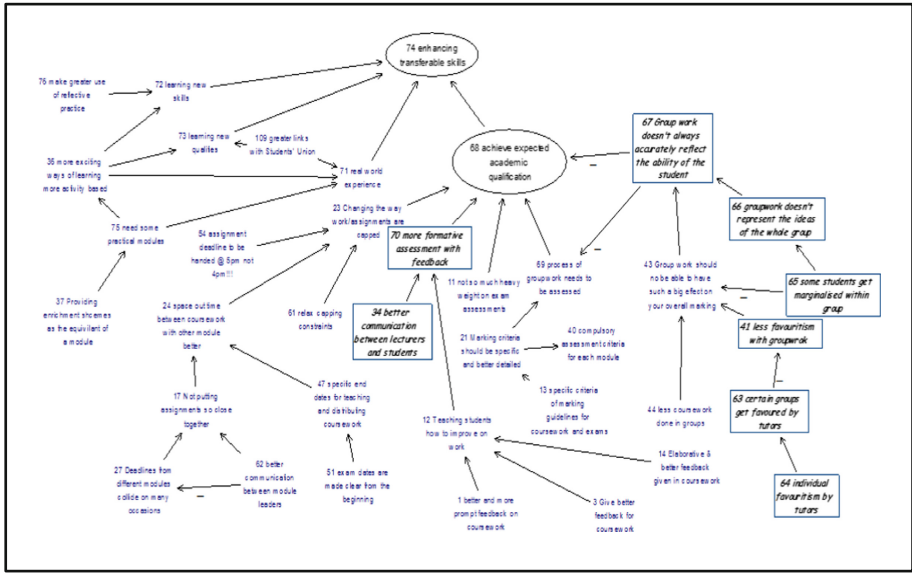 74 enhancing
transferable skills
76 make greater use
of reflective
practice
72 learning new
skills
73 learning new
qualities
109 greater links
with Students' Union
67 Group work
doesn't always
accurately reflect
the ability of the
student
68 achieve expected
academic
qualification
36 more exciting
ways of learning
more activity based
71 real world
experience
23 Changing the way
work/assignments are
capped
66 groupwork doesn't
represent the ideas
of the whole group
75 need some
practical modules
54 assignment
deadline to be
handed @ 5pm not
4pm!!!
70 more formative
assessment with
feedback
69 process of
groupwork needs to
be assessed
43 Group work should
no be able to have
such a big effect on
your overall marking
65 some students get
marginalised within
group
11 not so much heavy
weight on exam
assessments
37 Providing
enrichment shcemes
as the equivilant of
a module
24 space out time
between coursework
with other module
better
61 relax capping
constraints
34 better
communication
between lecturers
and students
21 Marking criteria
should be specific
and better detailed
40 compulsory
assessment criteria
for each module
41 less favouritism
with groupwrok
17 Not putting
assignments so close
together
47 specific end
dates for teaching
and distributing
coursework
13 specific criteria
of marking
guidelines for
coursework and exams
44 less coursework
done in groups
63 certain groups
get favoured by
tutors
12 Teaching students
how to improve on
work
27 Deadlines from
different modules
collide on many
occasions
62 better
communication
between module
leaders
51 exam dates are
made clear from the
beginning
14 Elaborative &
better feedback
given in coursework
64 individual
favouritism by
tutors
1 better and more
prompt feedback on
coursework
3 Give better
feedback for
coursework